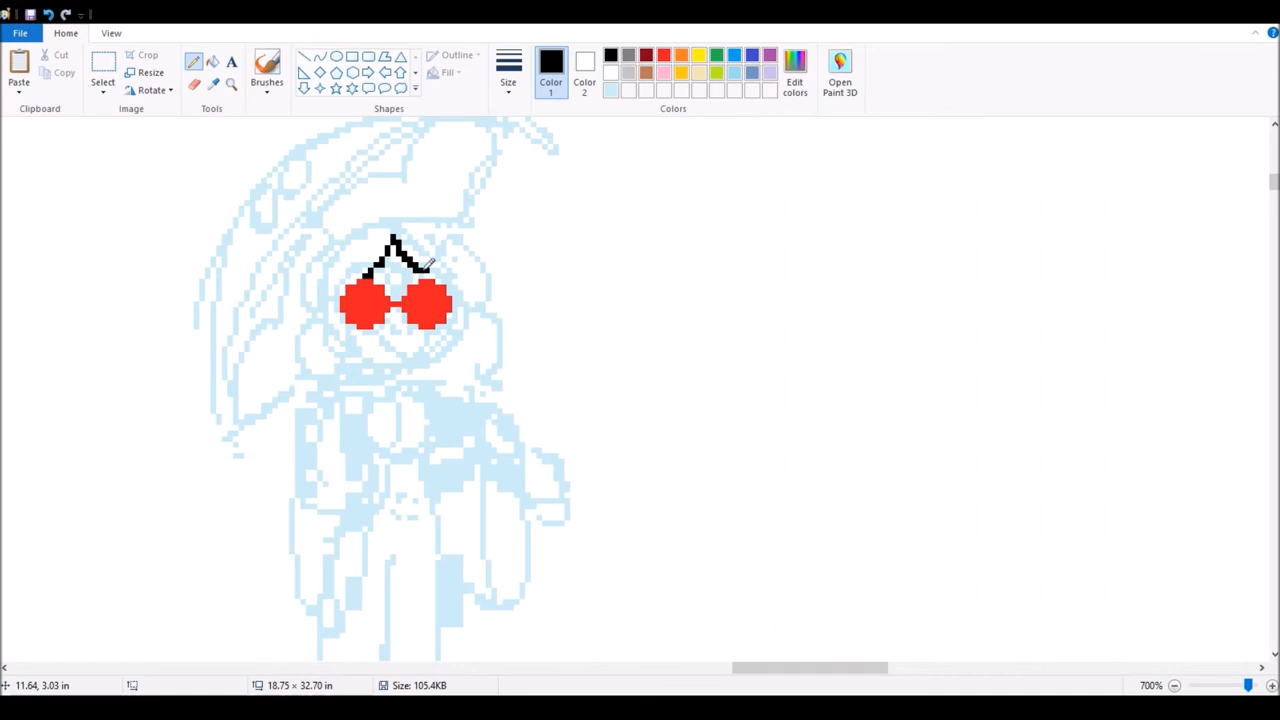 File Home View
Paste Cut Copy
Clipboard
Select Crop Resize Rotate
Image
A
Tools
Brushes
Outline Fill
Shapes
Size
Color 1
Color 2
Edit colors
Colors
Open Paint 3D
11.64, 3.03 in
18.75 × 32.70 in
Size: 105.4KB
700%